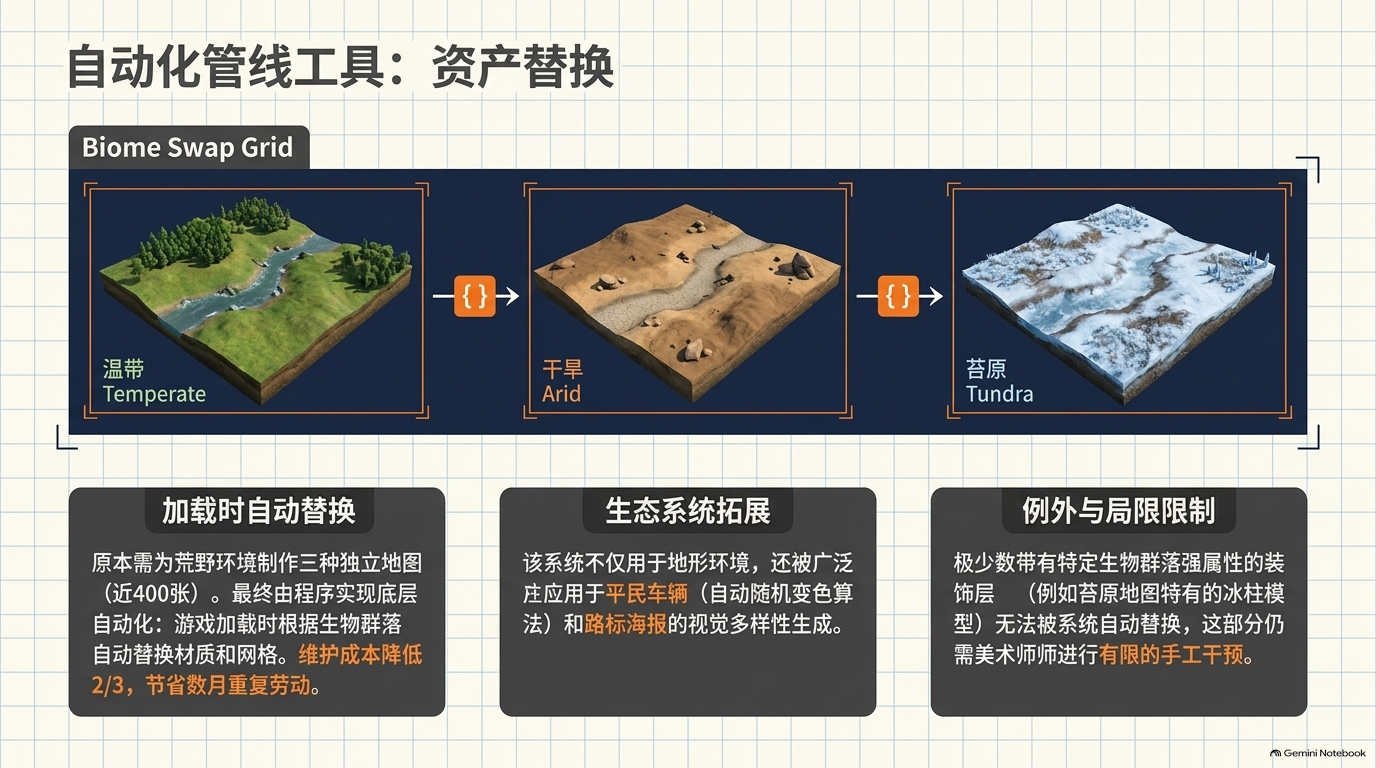 自动化管线工具：资产替换
Biome Swap Grid
温带
Temperate
{ }
干旱
Arid
{ }
苔原
Tundra
加载时自动替换
原本需为荒野环境制作三种独立地图
（近400张）。最终由程序实现底层
自动化：游戏加载时根据生物群落
自动替换材质和网格。维护成本降低
2/3，节省数月重复劳动。
生态系统拓展
该系统不仅用于地形环境，还被广泛
应用于平民车辆（自动随机变色算
法）和路标海报的视觉多样性生成。
例外与局限限制
极少数带有特定生物群落强属性的装
饰层 （例如苔原地图特有的冰柱模
型）无法被系统自动替换，这部分仍
需美术师师进行有限的手工干预。
Gemini Notebook